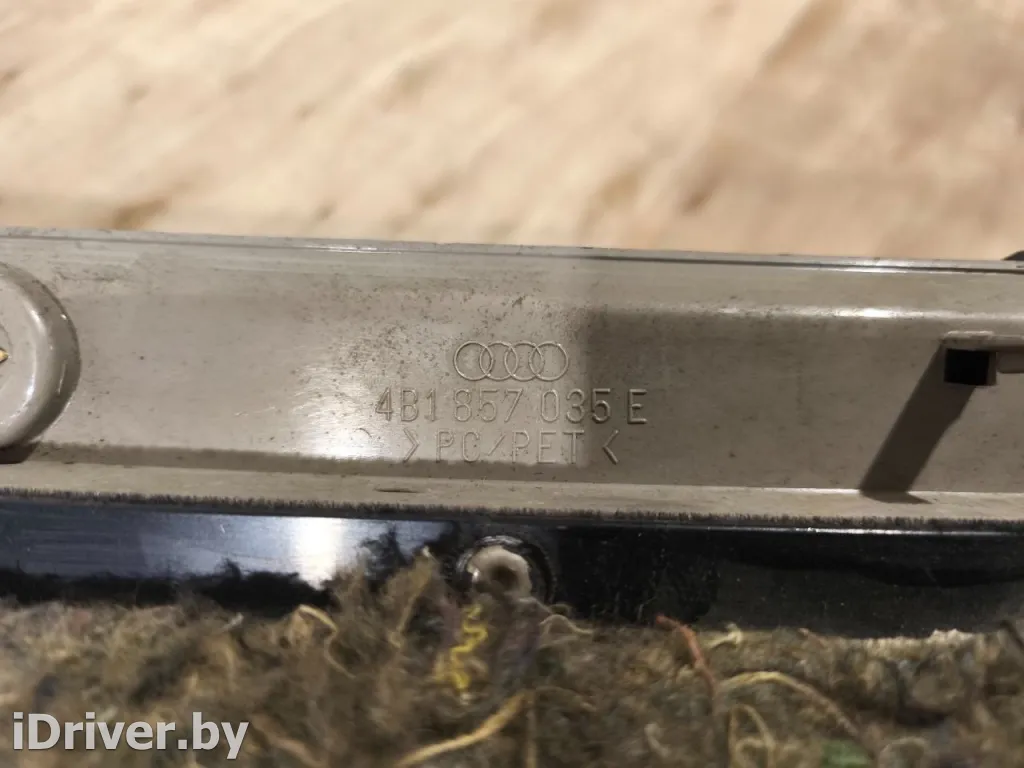 4B1 857 035 E
>PC/PET<
iDriver.by